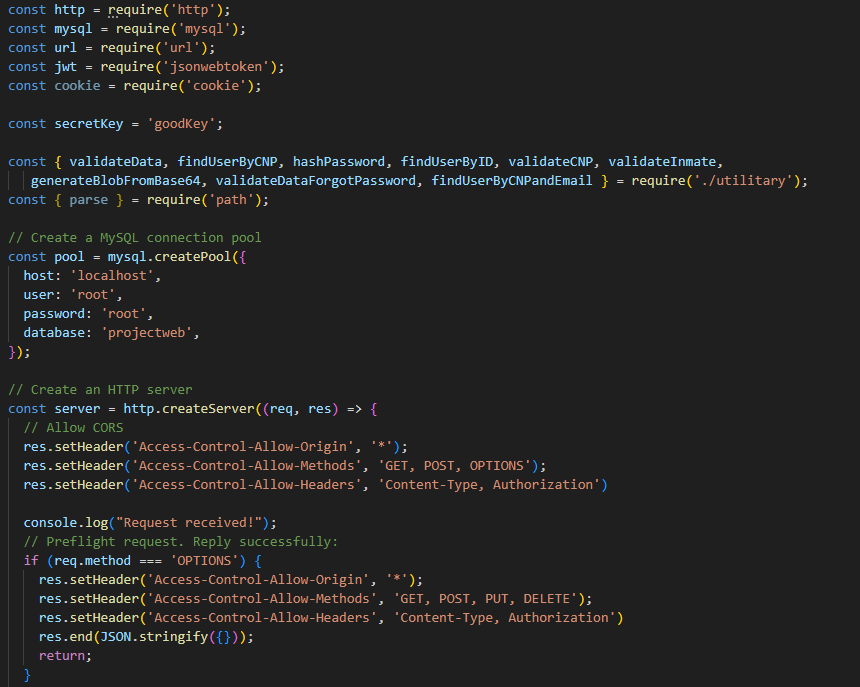 const http = require('http');
const mysql = require('mysql');
const url = require('url');
const jwt = require('jsonwebtoken');
const cookie = require('cookie');

const secretKey = 'goodKey';

const { validateData, findUserByCNP, hashPassword, findUserByID, validateCNP, validateInmate,
   generateBlobFromBase64, validateDataForgotPassword, findUserByCNPandEmail } = require('./utilitary');
const { parse } = require('path');

// Create a MySQL connection pool
const pool = mysql.createPool({
  host: 'localhost',
  user: 'root',
  password: 'root',
  database: 'projectweb',
});

// Create an HTTP server
const server = http.createServer((req, res) => {
  // Allow CORS
  res.setHeader('Access-Control-Allow-Origin', '*');
  res.setHeader('Access-Control-Allow-Methods', 'GET, POST, OPTIONS');
  res.setHeader('Access-Control-Allow-Headers', 'Content-Type, Authorization')

  console.log("Request received!");
  // Preflight request. Reply successfully:
  if (req.method === 'OPTIONS') {
    res.setHeader('Access-Control-Allow-Origin', '*');
    res.setHeader('Access-Control-Allow-Methods', 'GET, POST, PUT, DELETE');
    res.setHeader('Access-Control-Allow-Headers', 'Content-Type, Authorization')
    res.end(JSON.stringify({}));
    return;
  }